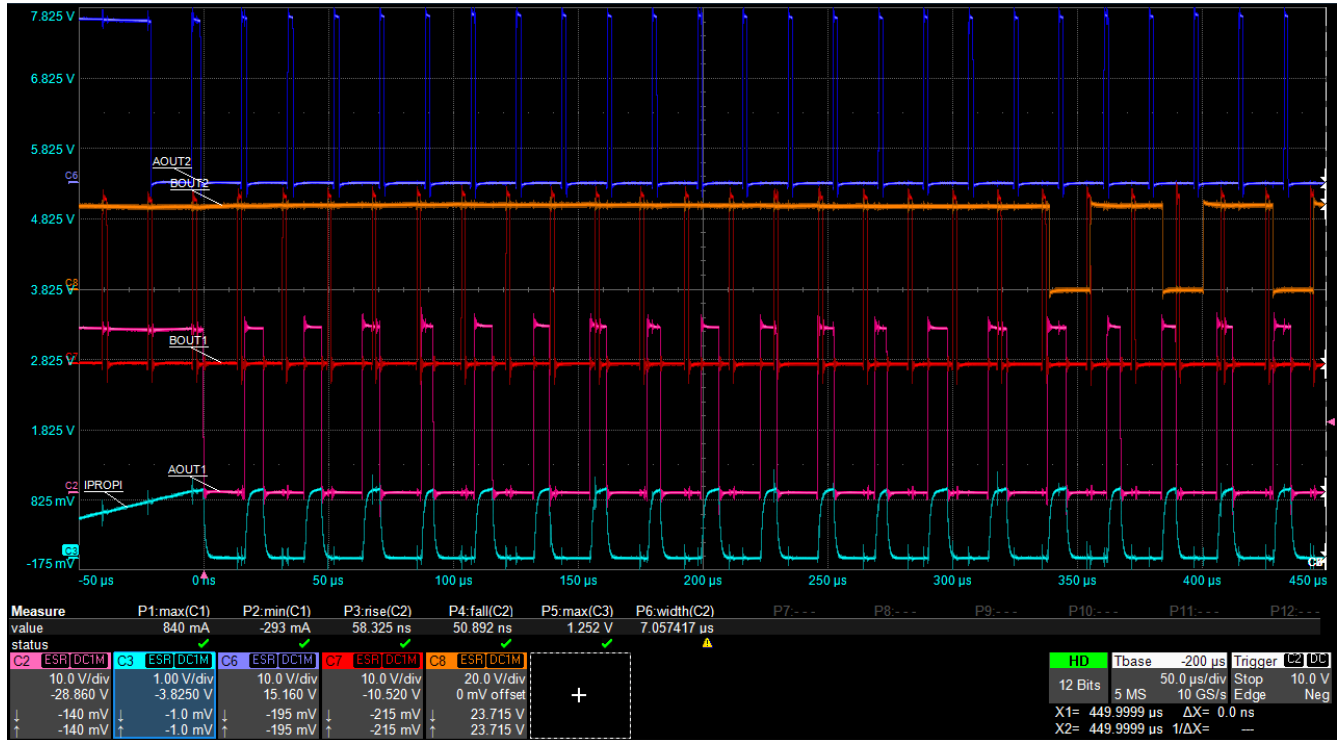 7.825 V
6.825 V
5.825 V
AOUT2
C6
BOUT2
4.825 V
C8
3.825 V
BOUT1
C7
2.825 V
1.825 V
AOUT1
C2
IPROPI
825 mV
C3
-175 mV
-50 µs 0 ns 50 µs 100 µs 150 µs 200 µs 250 µs 300 µs 350 µs 400 µs 450 µs
Measure P1:max(C1) P2:min(C1) P3:rise(C2) P4:fall(C2) P5:max(C3) P6:width(C2) P7:--- P8:--- P9:--- P10:--- P11:--- P12:---
value 840 mA -293 mA 58.325 ns 50.892 ns 1.252 V 7.057417 µs
status
C2 ESR DC1M C3 ESR DC1M C6 ESR DC1M C7 ESR DC1M C8 ESR DC1M
10.0 V/div 1.00 V/div 10.0 V/div 10.0 V/div 20.0 V/div
-28.860 V -3.8250 V 15.160 V -10.520 V 0 mV offset
↓ -140 mV ↓ -1.0 mV ↓ -195 mV ↓ -215 mV ↓ 23.715 V
↑ -140 mV ↑ -1.0 mV ↑ -195 mV ↑ -215 mV ↑ 23.715 V
+
HD Tbase -200 µs Trigger C2 DC
12 Bits 50.0 µs/div Stop 10.0 V
5 MS 10 GS/s Edge Neg
X1= 449.9999 µs ΔX= 0.0 ns
X2= 449.9999 µs 1/ΔX= ---